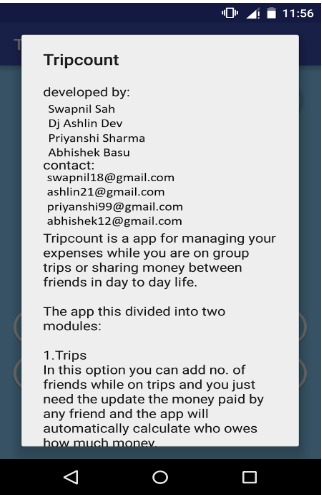 11:56
T
Tripcount
developed by:
Swapnil Sah
Dj Ashlin Dev
Priyanshi Sharma
Abhishek Basu
contact:
swapnil18@gmail.com
ashlin21@gmail.com
priyanshi99@gmail.com
abhishek12@gmail.com
Tripcount is a app for managing your
expenses while you are on group
trips or sharing money between
friends in day to day life.
The app this divided into two
modules:
1.Trips
In this option you can add no. of
friends while on trips and you just
need the update the money paid by
any friend and the app will
automatically calculate who owes
how much money.